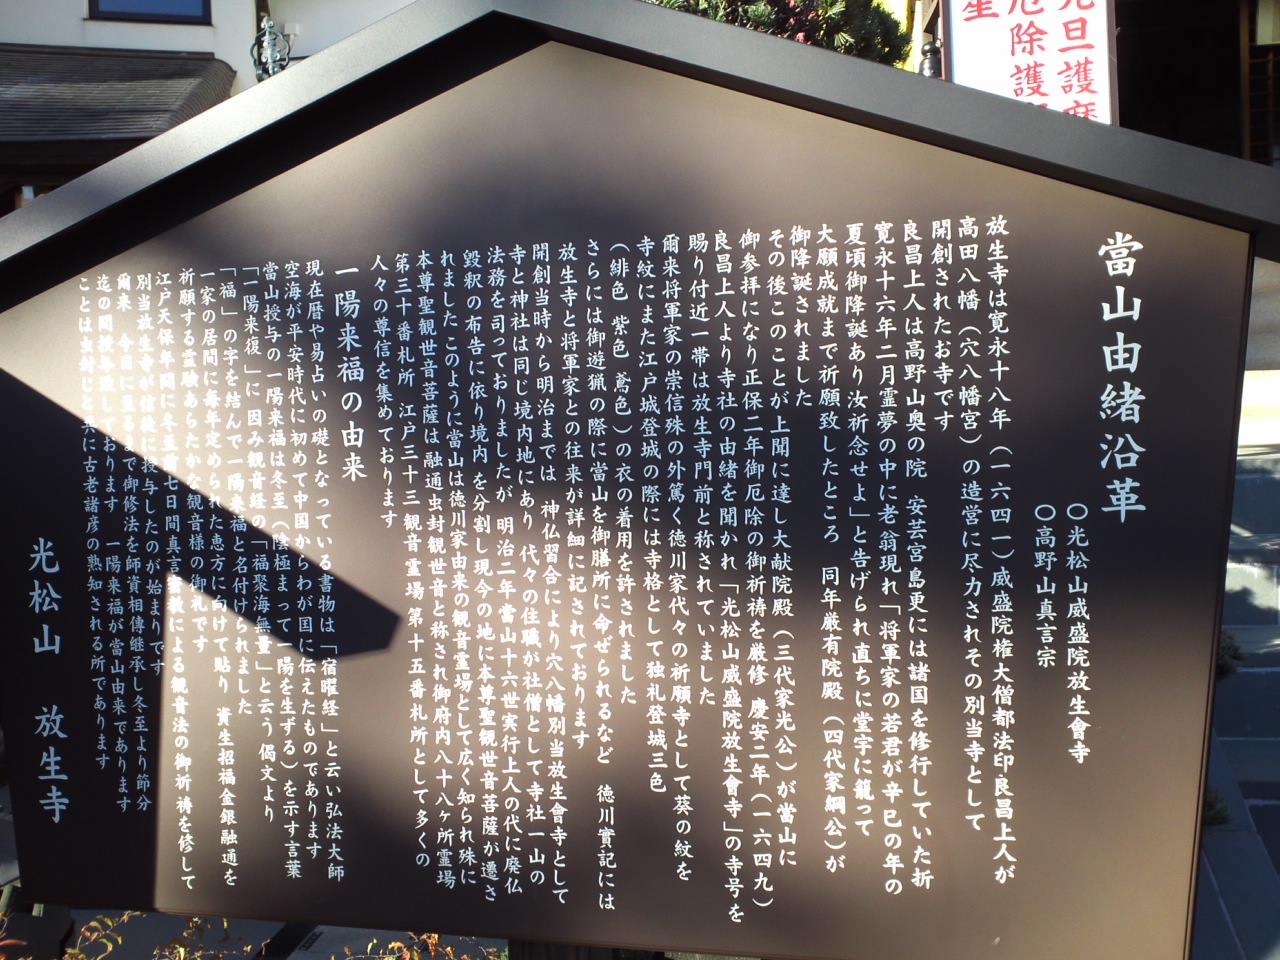 元旦護摩
厄除護
星
當山由緒沿革
〇光松山威盛院放生會寺
〇高野山真言宗
放生寺は寛永十八年（一六四一）威盛院権大僧都法印良昌上人が
高田八幡（穴八幡宮）の造営に尽力されその別当寺として
開創されたお寺です
良昌上人は高野山奥の院 安芸宮島更には諸国を修行していた折
寛永十六年二月霊夢の中に老翁現れ「将軍家の若君が辛巳の年の
夏頃御降誕あり汝祈念せよ」と告げられ直ちに堂宇に籠って
大願成就まで祈願致したところ 同年厳有院殿（四代家綱公）が
御降誕されました
その後このことが上聞に達し大献院殿（三代家光公）が當山に
御参拝になり正保二年御厄除の御祈祷を厳修 慶安二年（一六四九）
良昌上人より寺社の由緒を聞かれ「光松山威盛院放生會寺」の寺号を
賜り付近一帯は放生寺門前と称されていました
爾来将軍家の崇信殊の外篤く徳川家代々の祈願寺として葵の紋を
寺紋にまた江戸城登城の際には寺格として独礼登城三色
（緋色 紫色 鳶色）の衣の着用を許されました
さらには御遊猟の際に當山を御膳所に命ぜられるなど 徳川實記には
放生寺と将軍家との往来が詳細に記されております
開創当時から明治までは 神仏習合により穴八幡別当放生會寺として
寺と神社は同じ境内地にあり 代々の住職が社僧として寺社一山の
法務を司っておりましたが 明治二年當山十六世実行上人の代に廃仏
毀釈の布告に依り境内 を分割し現今の地に本尊聖観世音菩薩が遷さ
れましたこのように當山は徳川家由来の観音霊場として広く知られ殊に
本尊聖観世音菩薩は融通虫封観世音と称され御府内八十八ヶ所霊場
第三十番札所 江戸三十三観音霊場第十五番札所として多くの
人々の尊信を集めております
一陽来福の由来
現在暦や易占いの礎となっている書物は「宿曜経」と云い弘法大師
空海が平安時代に初めて中国からわが国に伝えたものであります
當山授与の一陽来福は冬至（陰極まって一陽を生ずる）を示す言葉
「一陽来復」に因み観音経の「福聚海無量」と云う偈文より
「福」の字を結んで一陽来福と名付けられました
一家の居間に毎年定められた恵方に向けて貼り 資生招福金銀融通を
祈願する霊験あらたかな観音様の御札です
江戸天保年間に冬至前七日間真言密教による観音法の御祈祷を修して
別当放生寺が信徒に授与したのが始まりです
爾来 今日に至るまで御修法を師資相傳継承し冬至より節分
迄の間授与致しております 一陽来福が當山由来であります
ことは虫封じと共に古老諸彦の熟知される所であります
光松山 放生寺